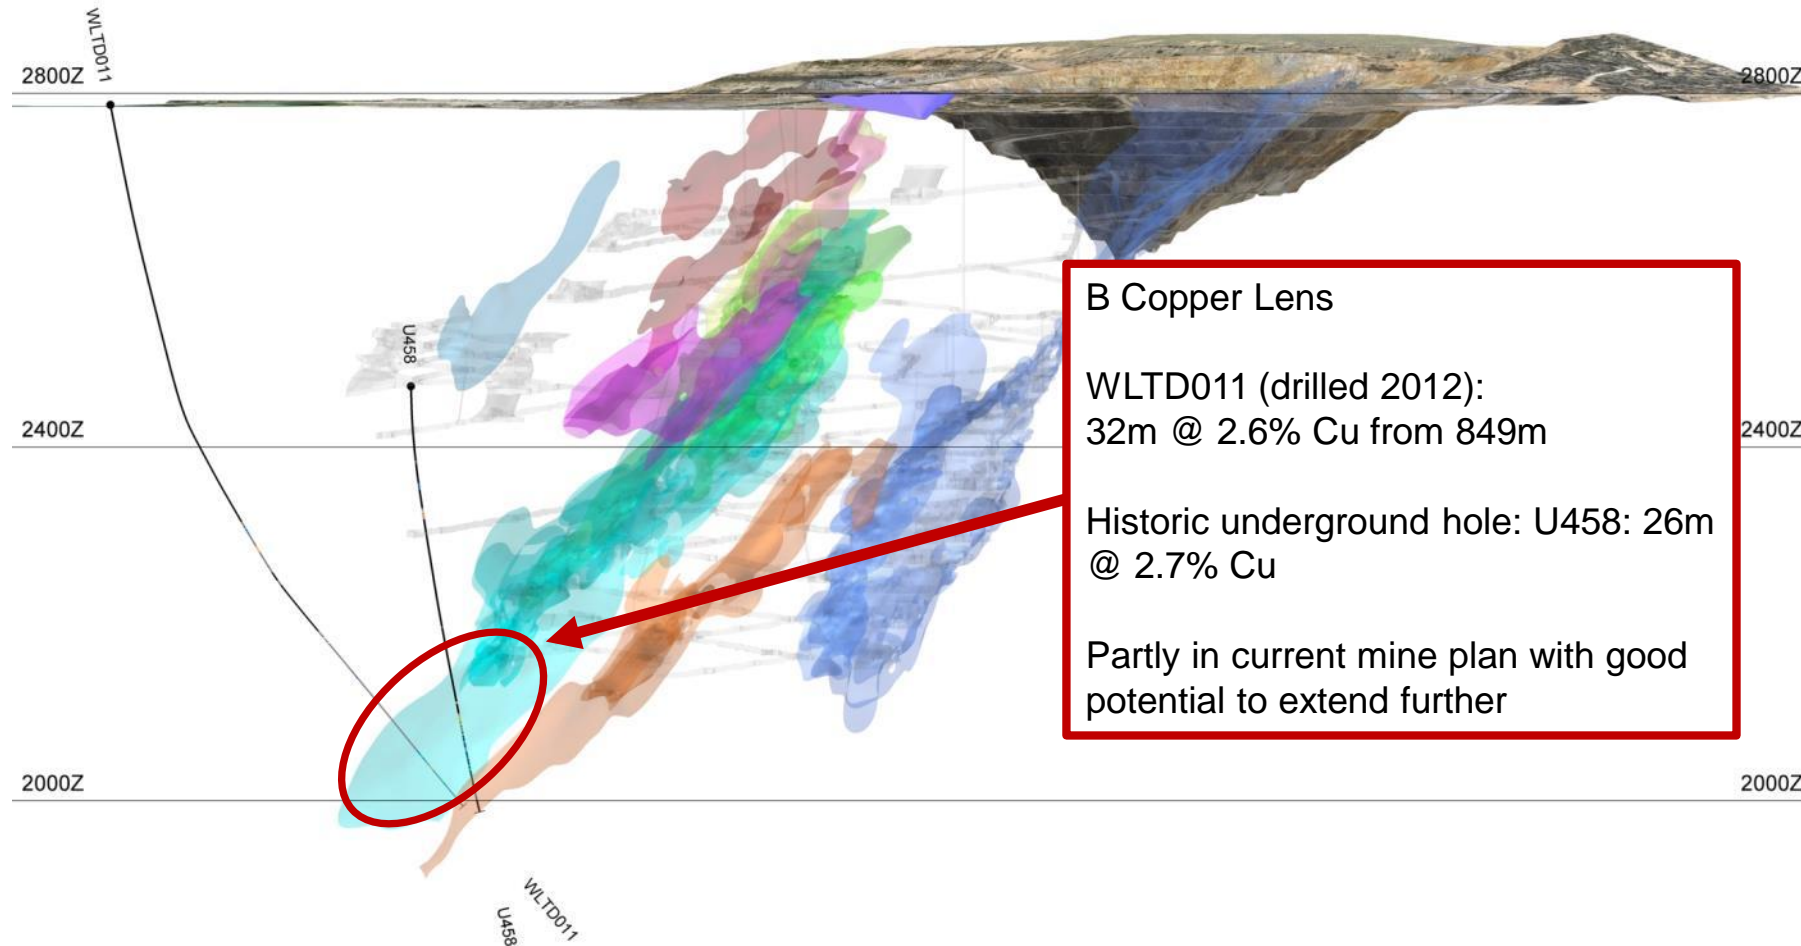 WLTD011
2800Z
2800Z
U458
2400Z
2400Z
B Copper Lens
WLTD011 (drilled 2012):
32m @ 2.6% Cu from 849m
Historic underground hole: U458: 26m
@ 2.7% Cu
Partly in current mine plan with good
potential to extend further
2000Z
2000Z
WLTD011
U458